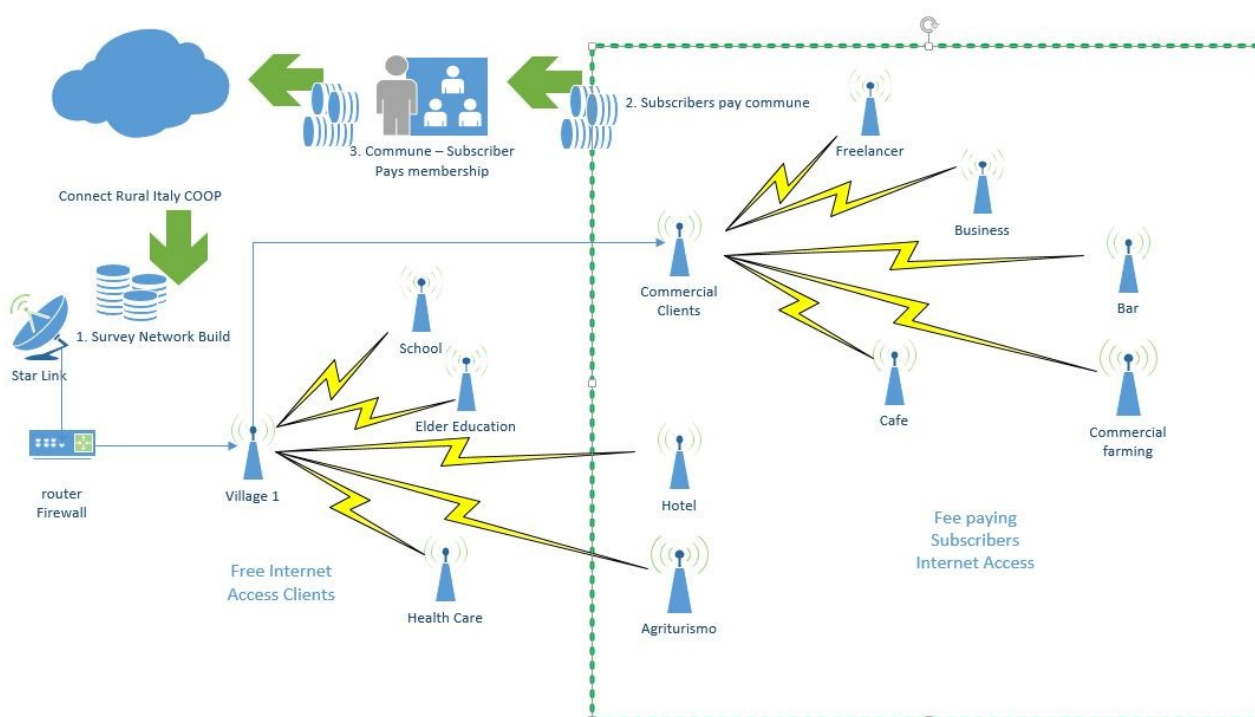 2. Subscribers pay commune
3. Commune – Subscriber
Pays membership
Freelancer
Connect Rural Italy COOP
Business
Commercial
Clients
Bar
1. Survey Network Build
School
Star Link
Elder Education
Cafe
Commercial
farming
router
Firewall
Village 1
Hotel
Fee paying
Subscribers
Internet Access
Free Internet
Access Clients
Health Care
Agriturismo